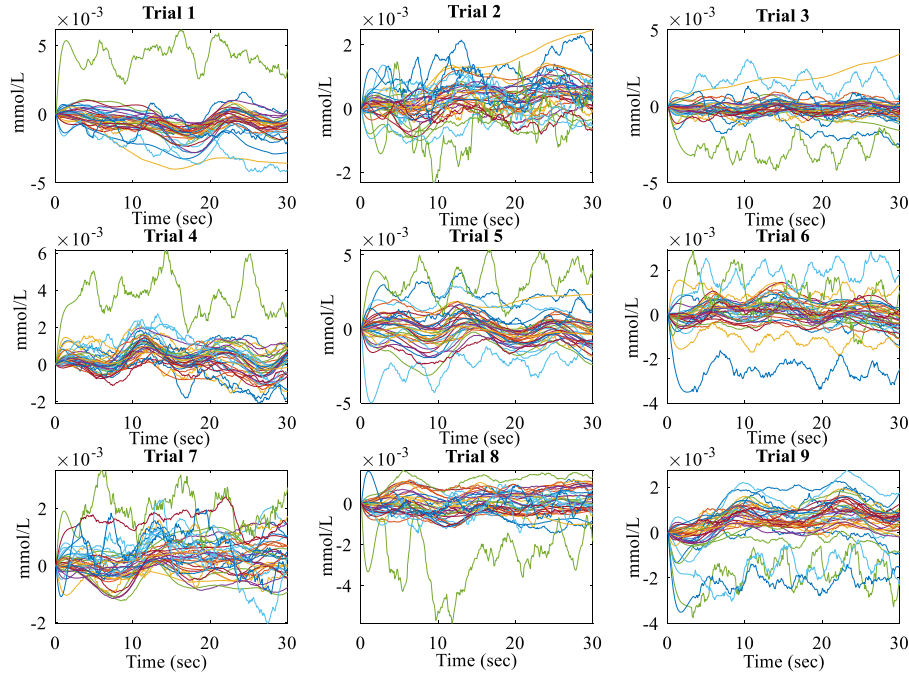 Trial 1 Trial 2 Trial 3
×10⁻³ ×10⁻³ ×10⁻³
mmol/L mmol/L mmol/L
5 2 5
0 0 0
-5 -2 -5
0 10 20 30 0 10 20 30 0 10 20 30
Time (sec) Time (sec) Time (sec)
Trial 4 Trial 5 Trial 6
×10⁻³ ×10⁻³ ×10⁻³
mmol/L mmol/L mmol/L
6 5 2
4 0 0
2 -5 -2
0 -4
-2
0 10 20 30 0 10 20 30 0 10 20 30
Time (sec) Time (sec) Time (sec)
Trial 7 Trial 8 Trial 9
×10⁻³ ×10⁻³ ×10⁻³
mmol/L mmol/L mmol/L
2 0 2
0 -2 0
-2 -4 -2
-4
0 10 20 30 0 10 20 30 0 10 20 30
Time (sec) Time (sec) Time (sec)